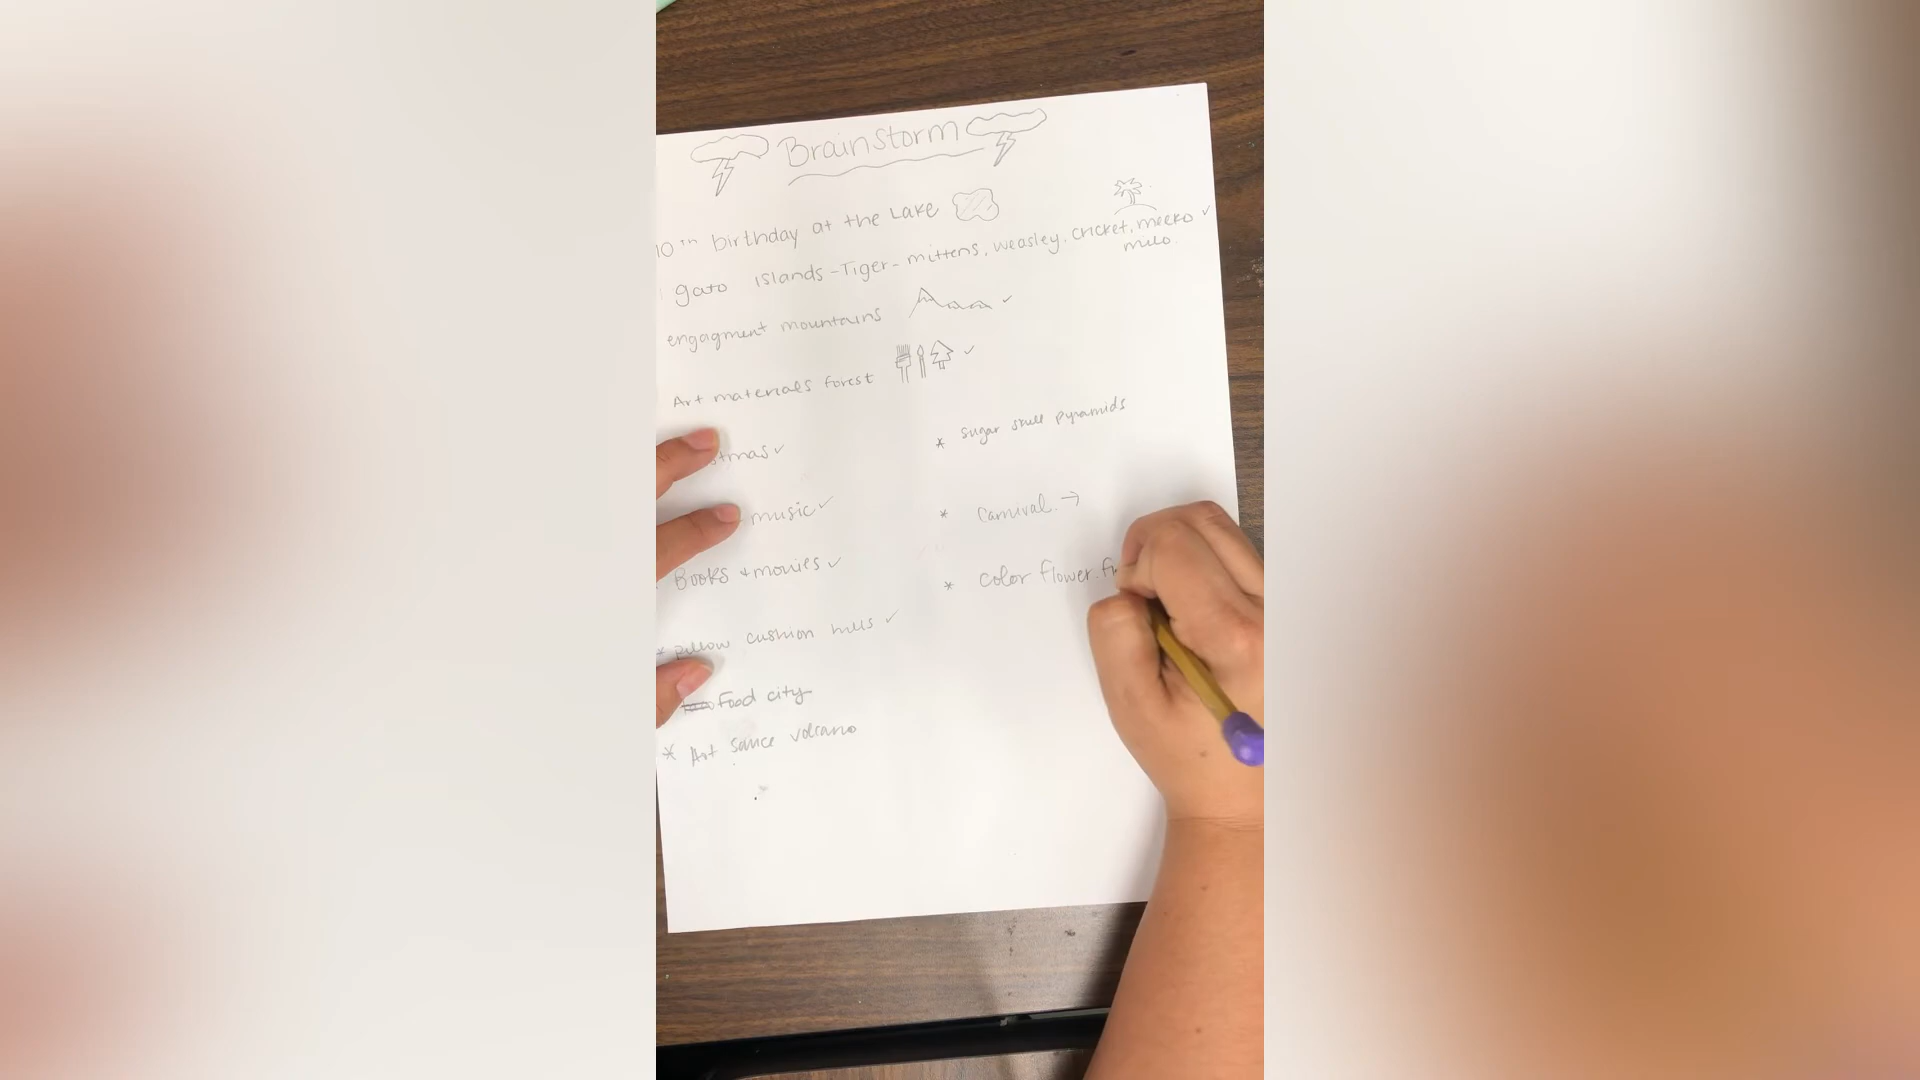 Brainstorm
10th birthday at the Lake
gato islands - Tiger - mittens, weasley, cricket, meeko ✓
milo.
engagment mountains ✓
Art materials forest ✓
stmas ✓
music ✓
Books + movies ✓
* pillow cushion hills ✓
Food city
* Art sauce volcano
* Sugar skull pyramids
* Carnival. →
* Color flower.